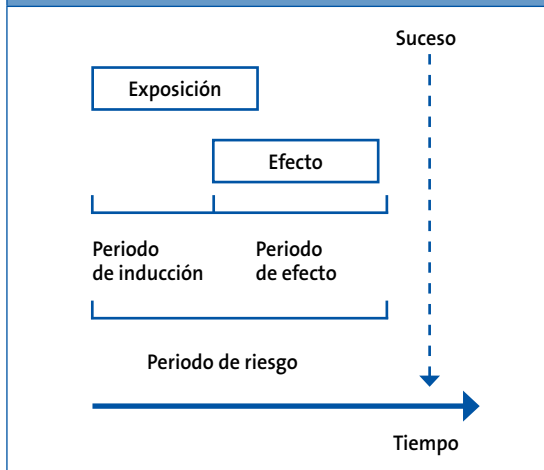 Suceso
Exposición
Efecto
Periodo
de inducción
Periodo
de efecto
Periodo de riesgo
Tiempo